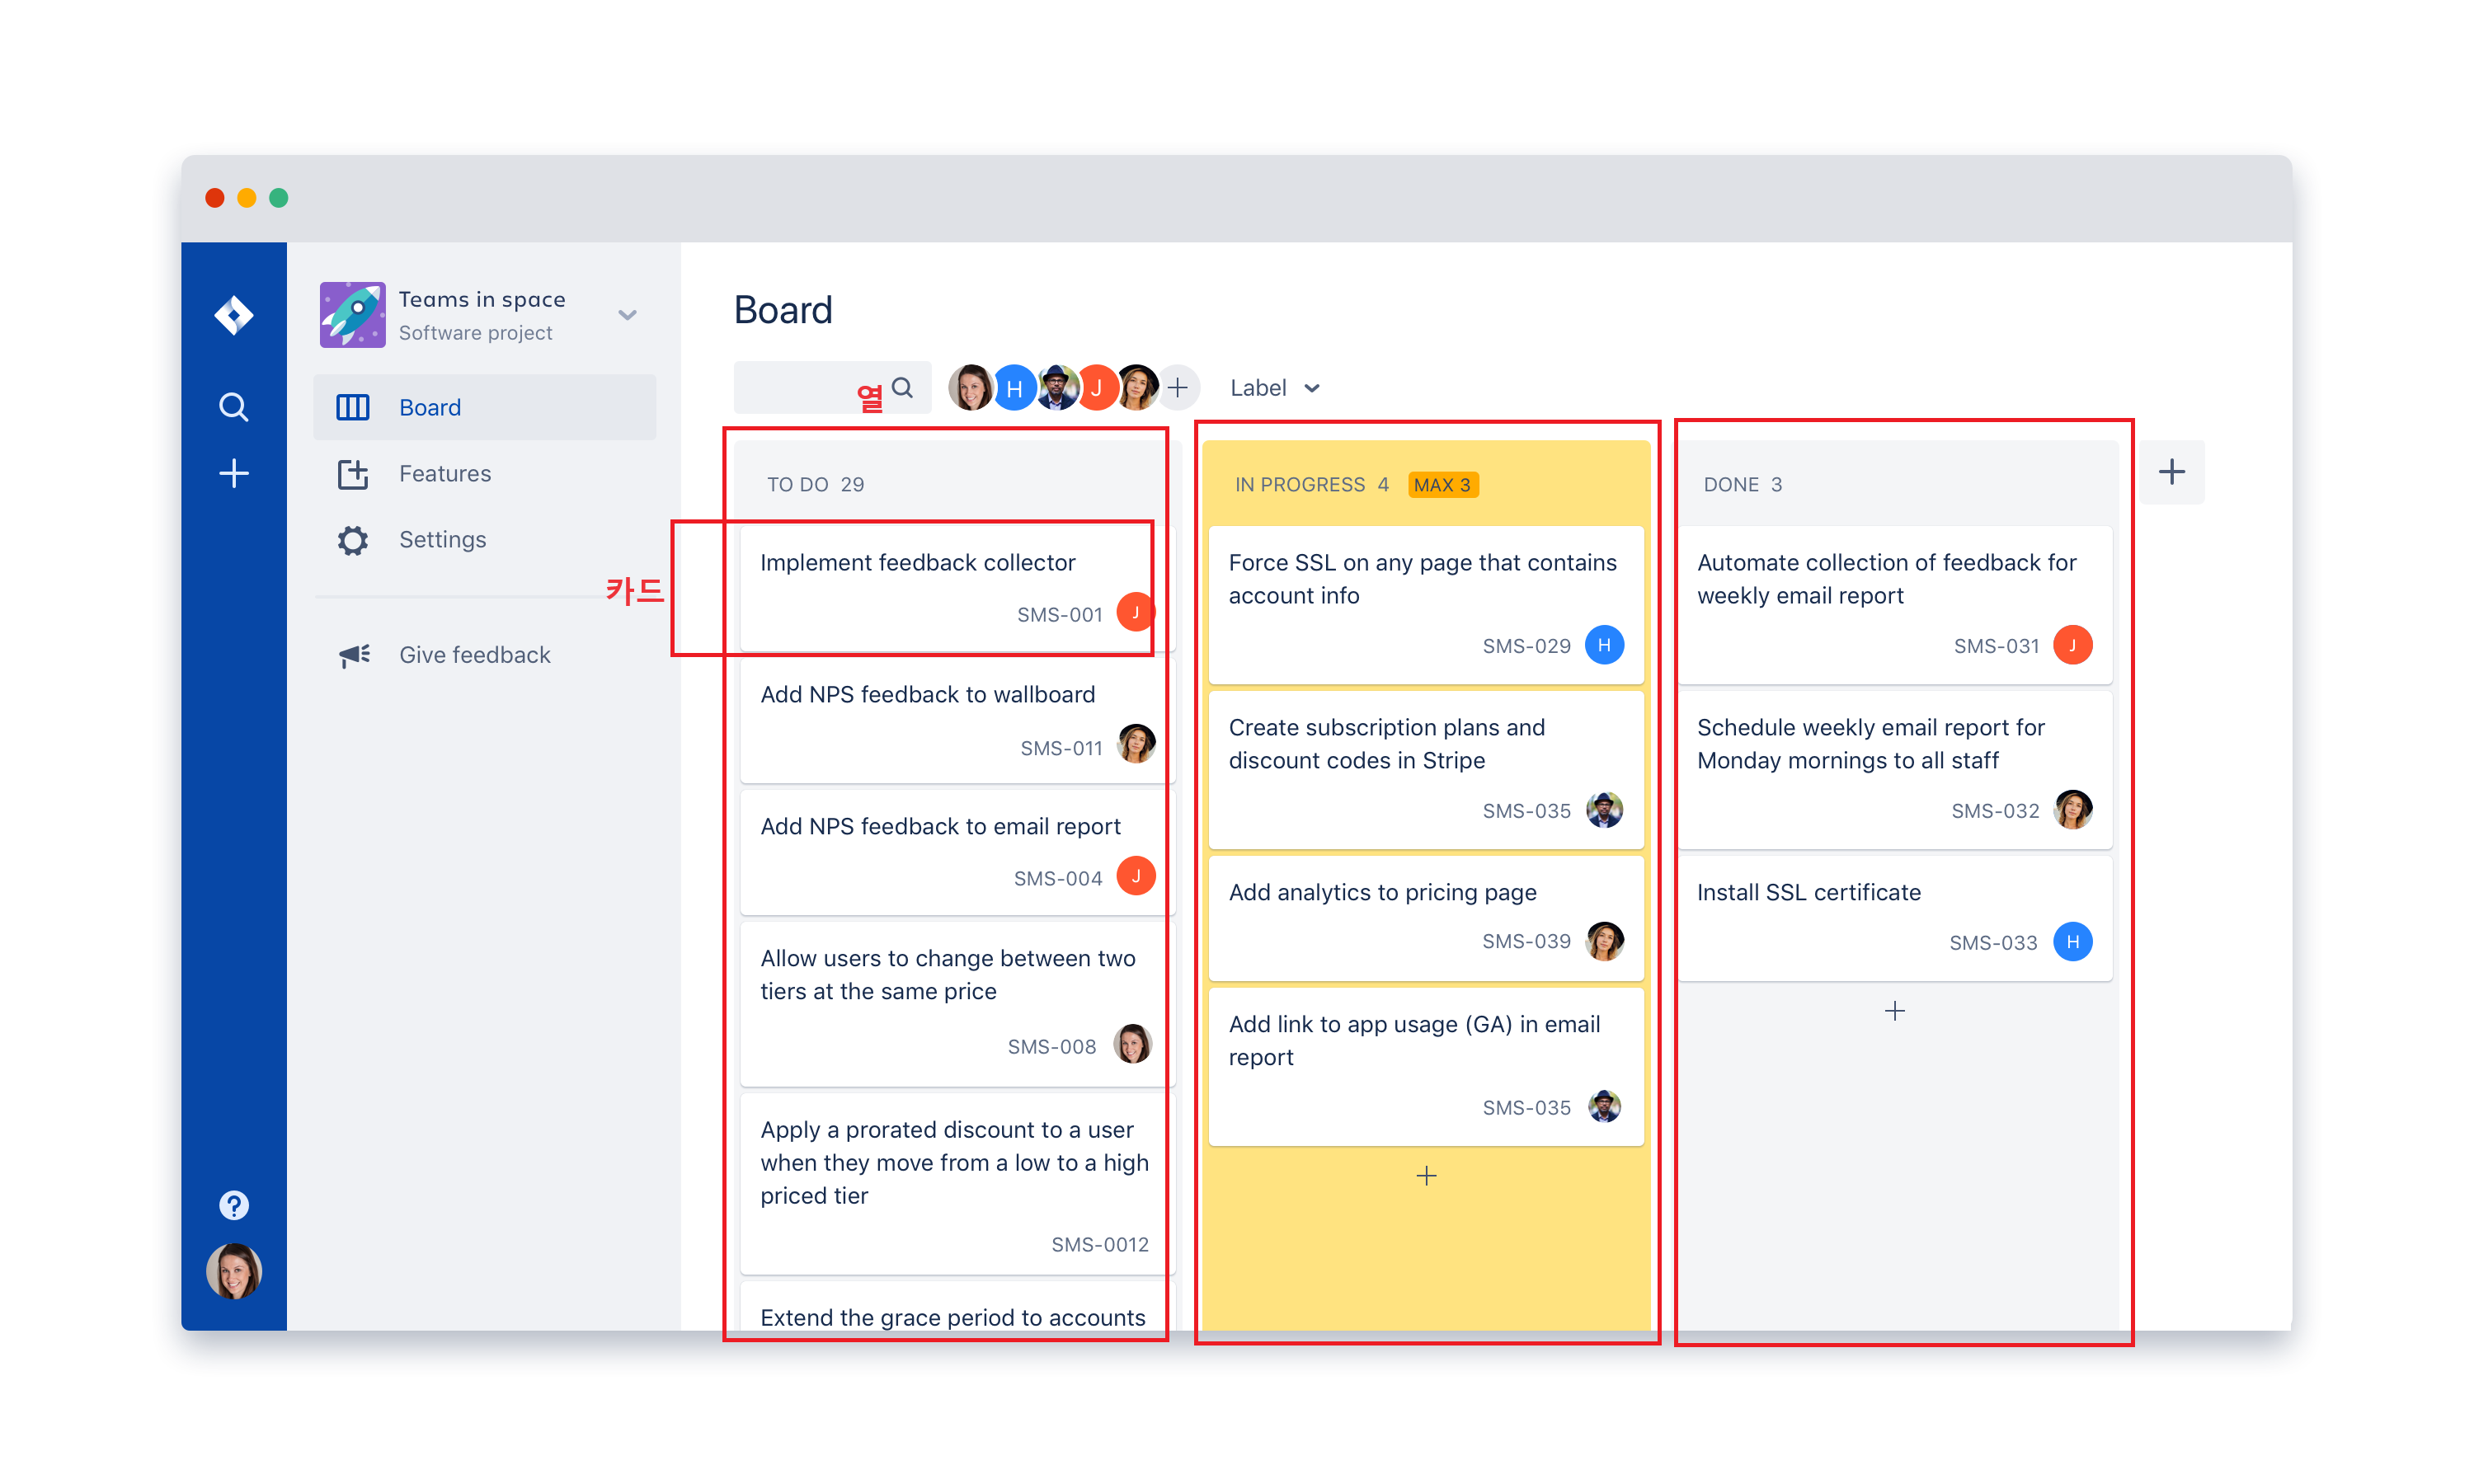 Teams in space
Software project
Board
Features
Settings
Give feedback
Board
열
H
J
Label
카드
TO DO 29
Implement feedback collector
SMS-001 J
Add NPS feedback to wallboard
SMS-011
Add NPS feedback to email report
SMS-004 J
Allow users to change between two
tiers at the same price
SMS-008
Apply a prorated discount to a user
when they move from a low to a high
priced tier
SMS-0012
Extend the grace period to accounts
IN PROGRESS 4 MAX 3
Force SSL on any page that contains
account info
SMS-029 H
Create subscription plans and
discount codes in Stripe
SMS-035
Add analytics to pricing page
SMS-039
Add link to app usage (GA) in email
report
SMS-035
DONE 3
Automate collection of feedback for
weekly email report
SMS-031 J
Schedule weekly email report for
Monday mornings to all staff
SMS-032
Install SSL certificate
SMS-033 H